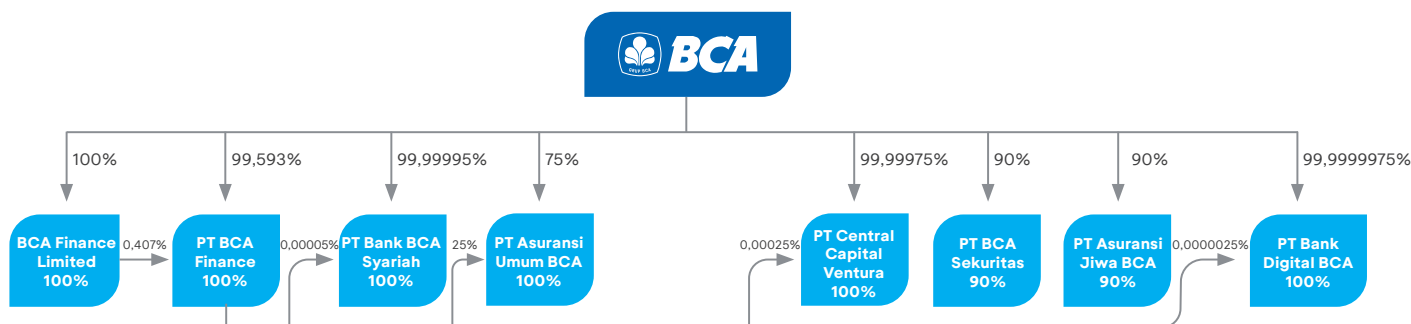 BCA
GRUP BCA
100%
99,593%
99,99995%
75%
99,99975%
90%
90%
99,9999975%
BCA Finance
Limited
100%
0,407%
PT BCA
Finance
100%
0,00005%
PT Bank BCA
Syariah
100%
25%
PT Asuransi
Umum BCA
100%
0,00025%
PT Central
Capital
Ventura
100%
PT BCA
Sekuritas
90%
PT Asuransi
Jiwa BCA
90%
0,0000025%
PT Bank
Digital BCA
100%